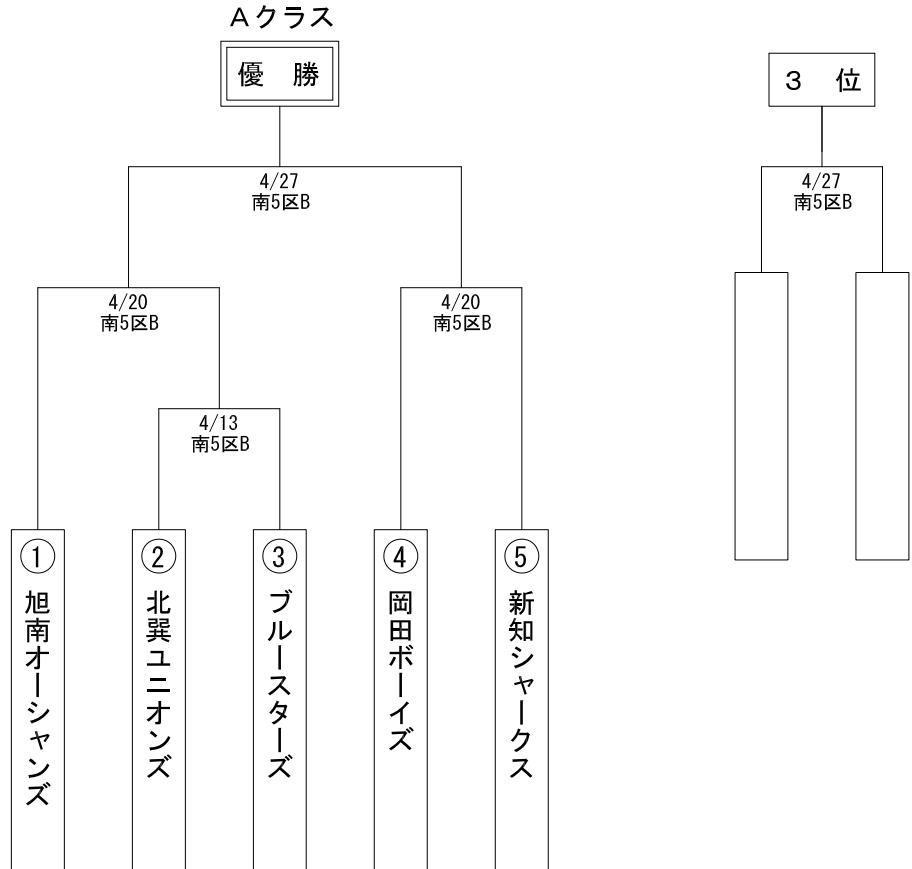 Aクラス
優 勝
3 位
4/27
南5区B
4/27
南5区B
4/20
南5区B
4/20
南5区B
4/13
南5区B
①旭南オーシャンズ
②北巽ユニオンズ
③ブルースターズ
④岡田ボーイズ
⑤新知シャークス